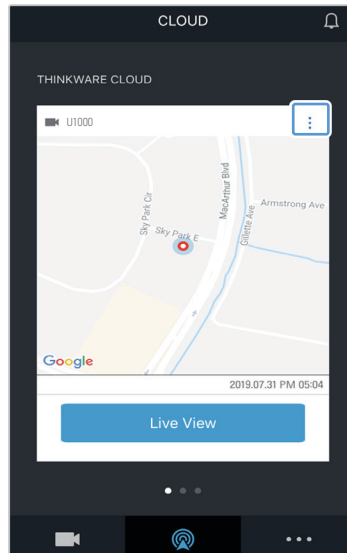 CLOUD
THINKWARE CLOUD
U1000
Sky Park Cir
Sky Park E
MacArthur Blvd
Gillette Ave
Armstrong Ave
Google
2019.07.31 PM 05:04
Live View